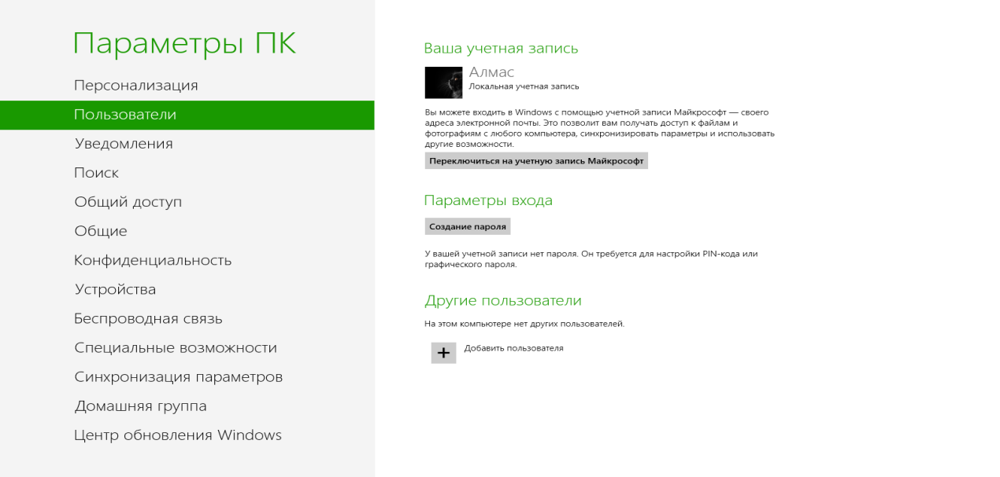 Параметры ПК
Персонализация
Пользователи
Уведомления
Поиск
Общий доступ
Общие
Конфиденциальность
Устройства
Беспроводная связь
Специальные возможности
Синхронизация параметров
Домашняя группа
Центр обновления Windows
Ваша учетная запись
Алмас
Локальная учетная запись
Вы можете входить в Windows с помощью учетной записи Майкрософт — своего
адреса электронной почты. Это позволит вам получать доступ к файлам и
фотографиям с любого компьютера, синхронизировать параметры и использовать
другие возможности.
Переключиться на учетную запись Майкрософт
Параметры входа
Создание пароля
У вашей учетной записи нет пароля. Он требуется для настройки PIN-кода или
графического пароля.
Другие пользователи
На этом компьютере нет других пользователей.
+ Добавить пользователя